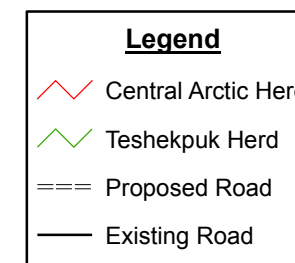 Legend
Central Arctic Her
Teshekpuk Herd
Proposed Road
Existing Road